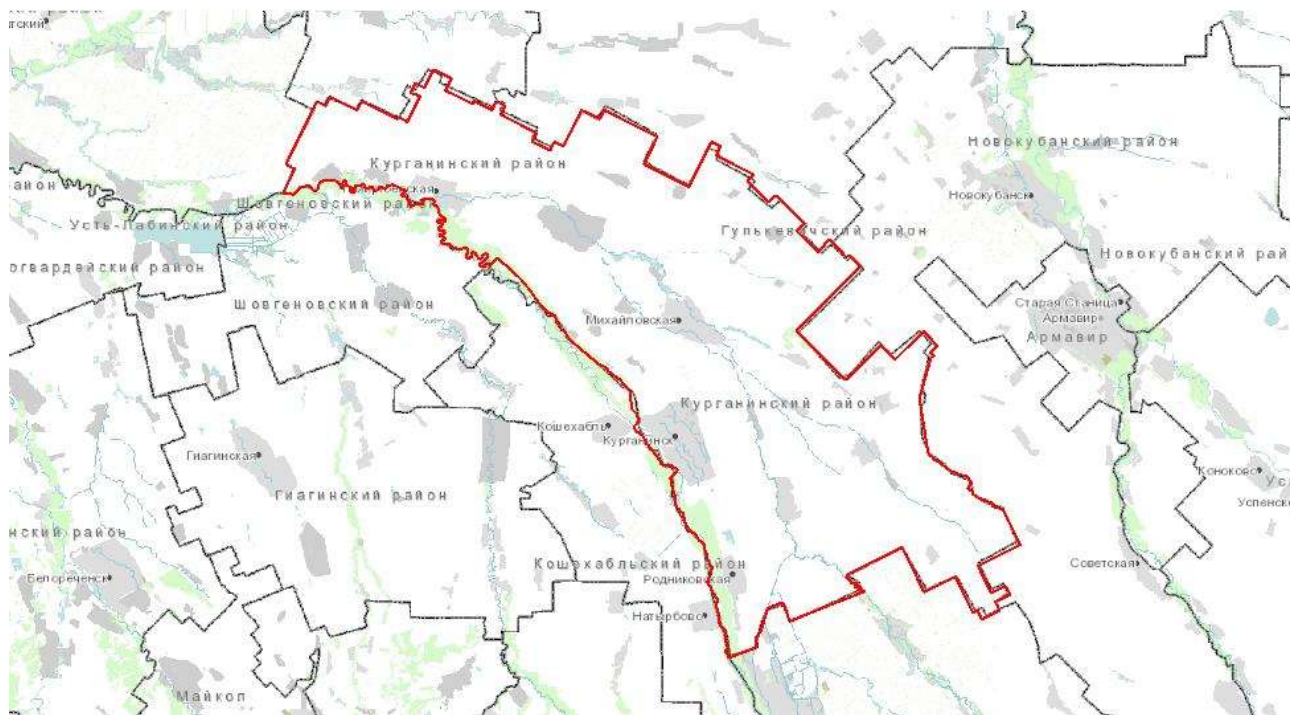 Курганинский район
Новокубанский район
Новокубанск
район
Шовгеновский район
Усть-Лабинский район
Гулькевичский район
Новокубанский рай
огвардейский район
Шовгеновский район
Старая Станица
Армавир
Армавир
Михайловская
Курганинский район
Кошехабль
Курганинск
Гиагинская
Гиагинский район
Коноково
Успенско
нский район
Кошехабльский район
Белореченск
Родниковская
Советская
Натырбово
Майкоп